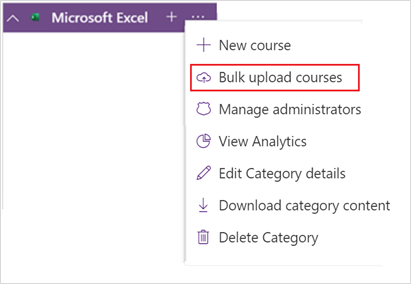 Microsoft Excel
New course
Bulk upload courses
Manage administrators
View Analytics
Edit Category details
Download category content
Delete Category